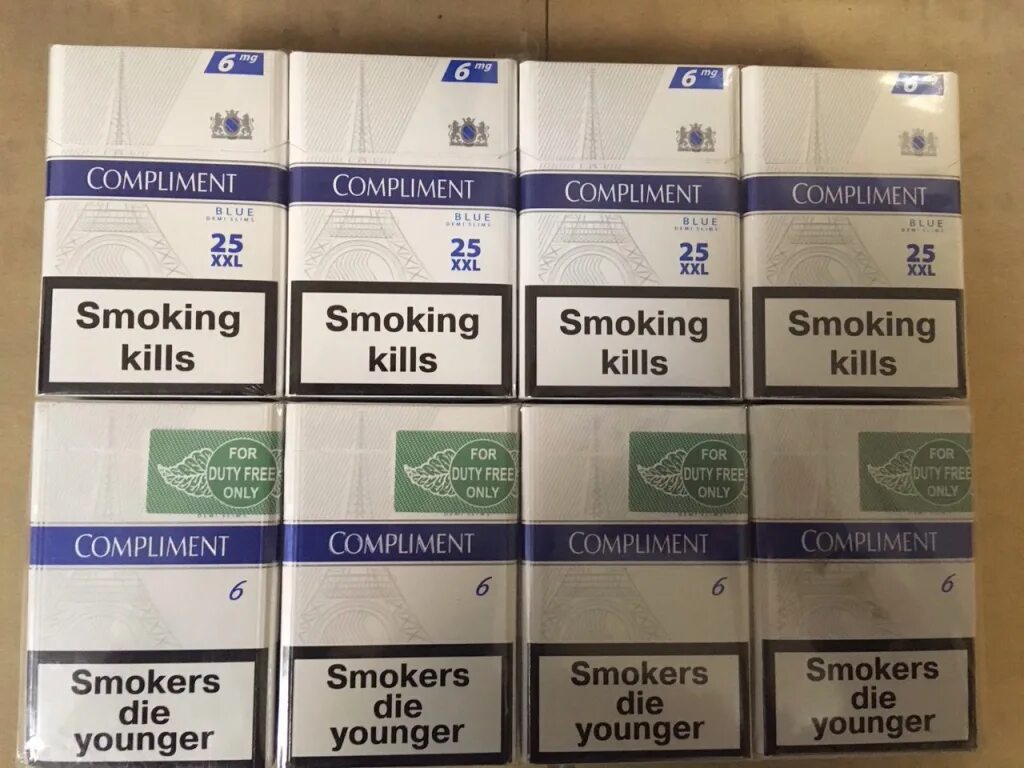 6 mg
COMPLIMENT
BLUE
DEMI SLIMS
25
XXL
Smoking
kills
6 mg
COMPLIMENT
BLUE
DEMI SLIMS
25
XXL
Smoking
kills
6 mg
COMPLIMENT
BLUE
DEMI SLIMS
25
XXL
Smoking
kills
6 mg
COMPLIMENT
BLUE
DEMI SLIMS
25
XXL
Smoking
kills
FOR
DUTY FREE
ONLY
COMPLIMENT
6
Smokers
die
younger
FOR
DUTY FREE
ONLY
COMPLIMENT
6
Smokers
die
younger
FOR
DUTY FREE
ONLY
COMPLIMENT
6
Smokers
die
younger
FOR
DUTY FREE
ONLY
COMPLIMENT
6
Smokers
die
younger